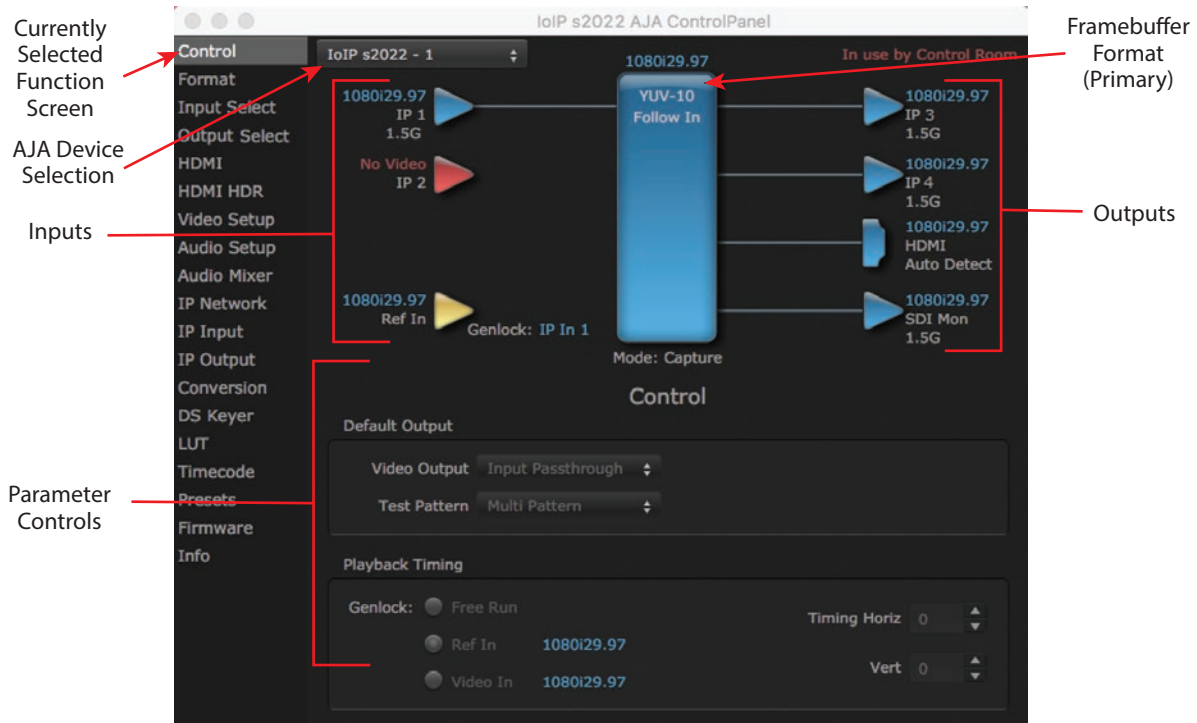 IoIP s2022 AJA ControlPanel
Currently
Selected
Function
Screen
AJA Device
Selection
Inputs
Parameter
Controls
Framebuffer
Format
(Primary)
Outputs
Control
Format
Input Select
Output Select
HDMI
HDMI HDR
Video Setup
Audio Setup
Audio Mixer
IP Network
IP Input
IP Output
Conversion
DS Keyer
LUT
Timecode
Presets
Firmware
Info
IoIP s2022 - 1
1080i29.97
In use by Control Room
1080i29.97
IP 1
1.5G
No Video
IP 2
1080i29.97
Ref In
Genlock: IP In 1
YUV-10
Follow In
Mode: Capture
1080i29.97
IP 3
1.5G
1080i29.97
IP 4
1.5G
1080i29.97
HDMI
Auto Detect
1080i29.97
SDI Mon
1.5G
Control
Default Output
Video Output Input Passthrough
Test Pattern Multi Pattern
Playback Timing
Genlock: Free Run
Ref In 1080i29.97
Video In 1080i29.97
Timing Horiz 0
Vert 0